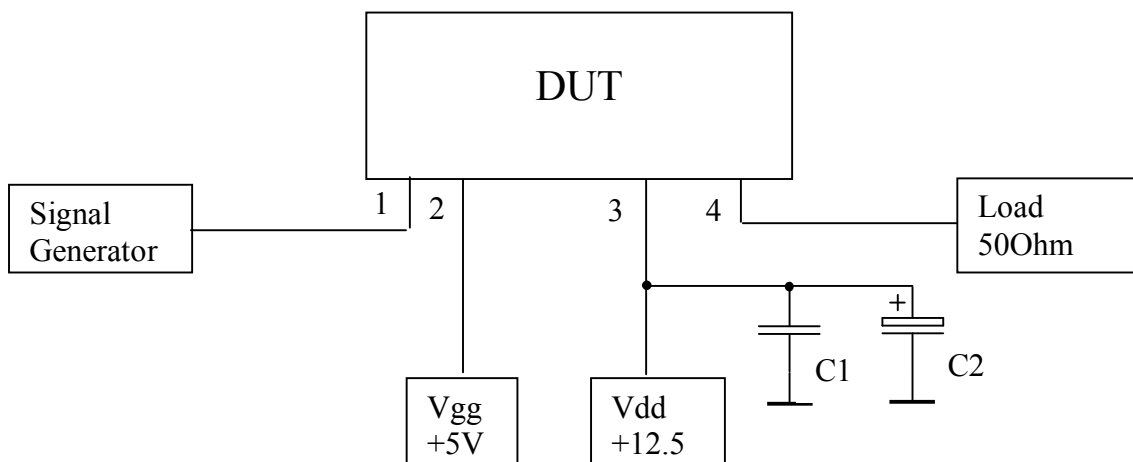 DUT
1
2
3
4
Signal
Generator
Load
50Ohm
+
C1
C2
Vgg
+5V
Vdd
+12.5